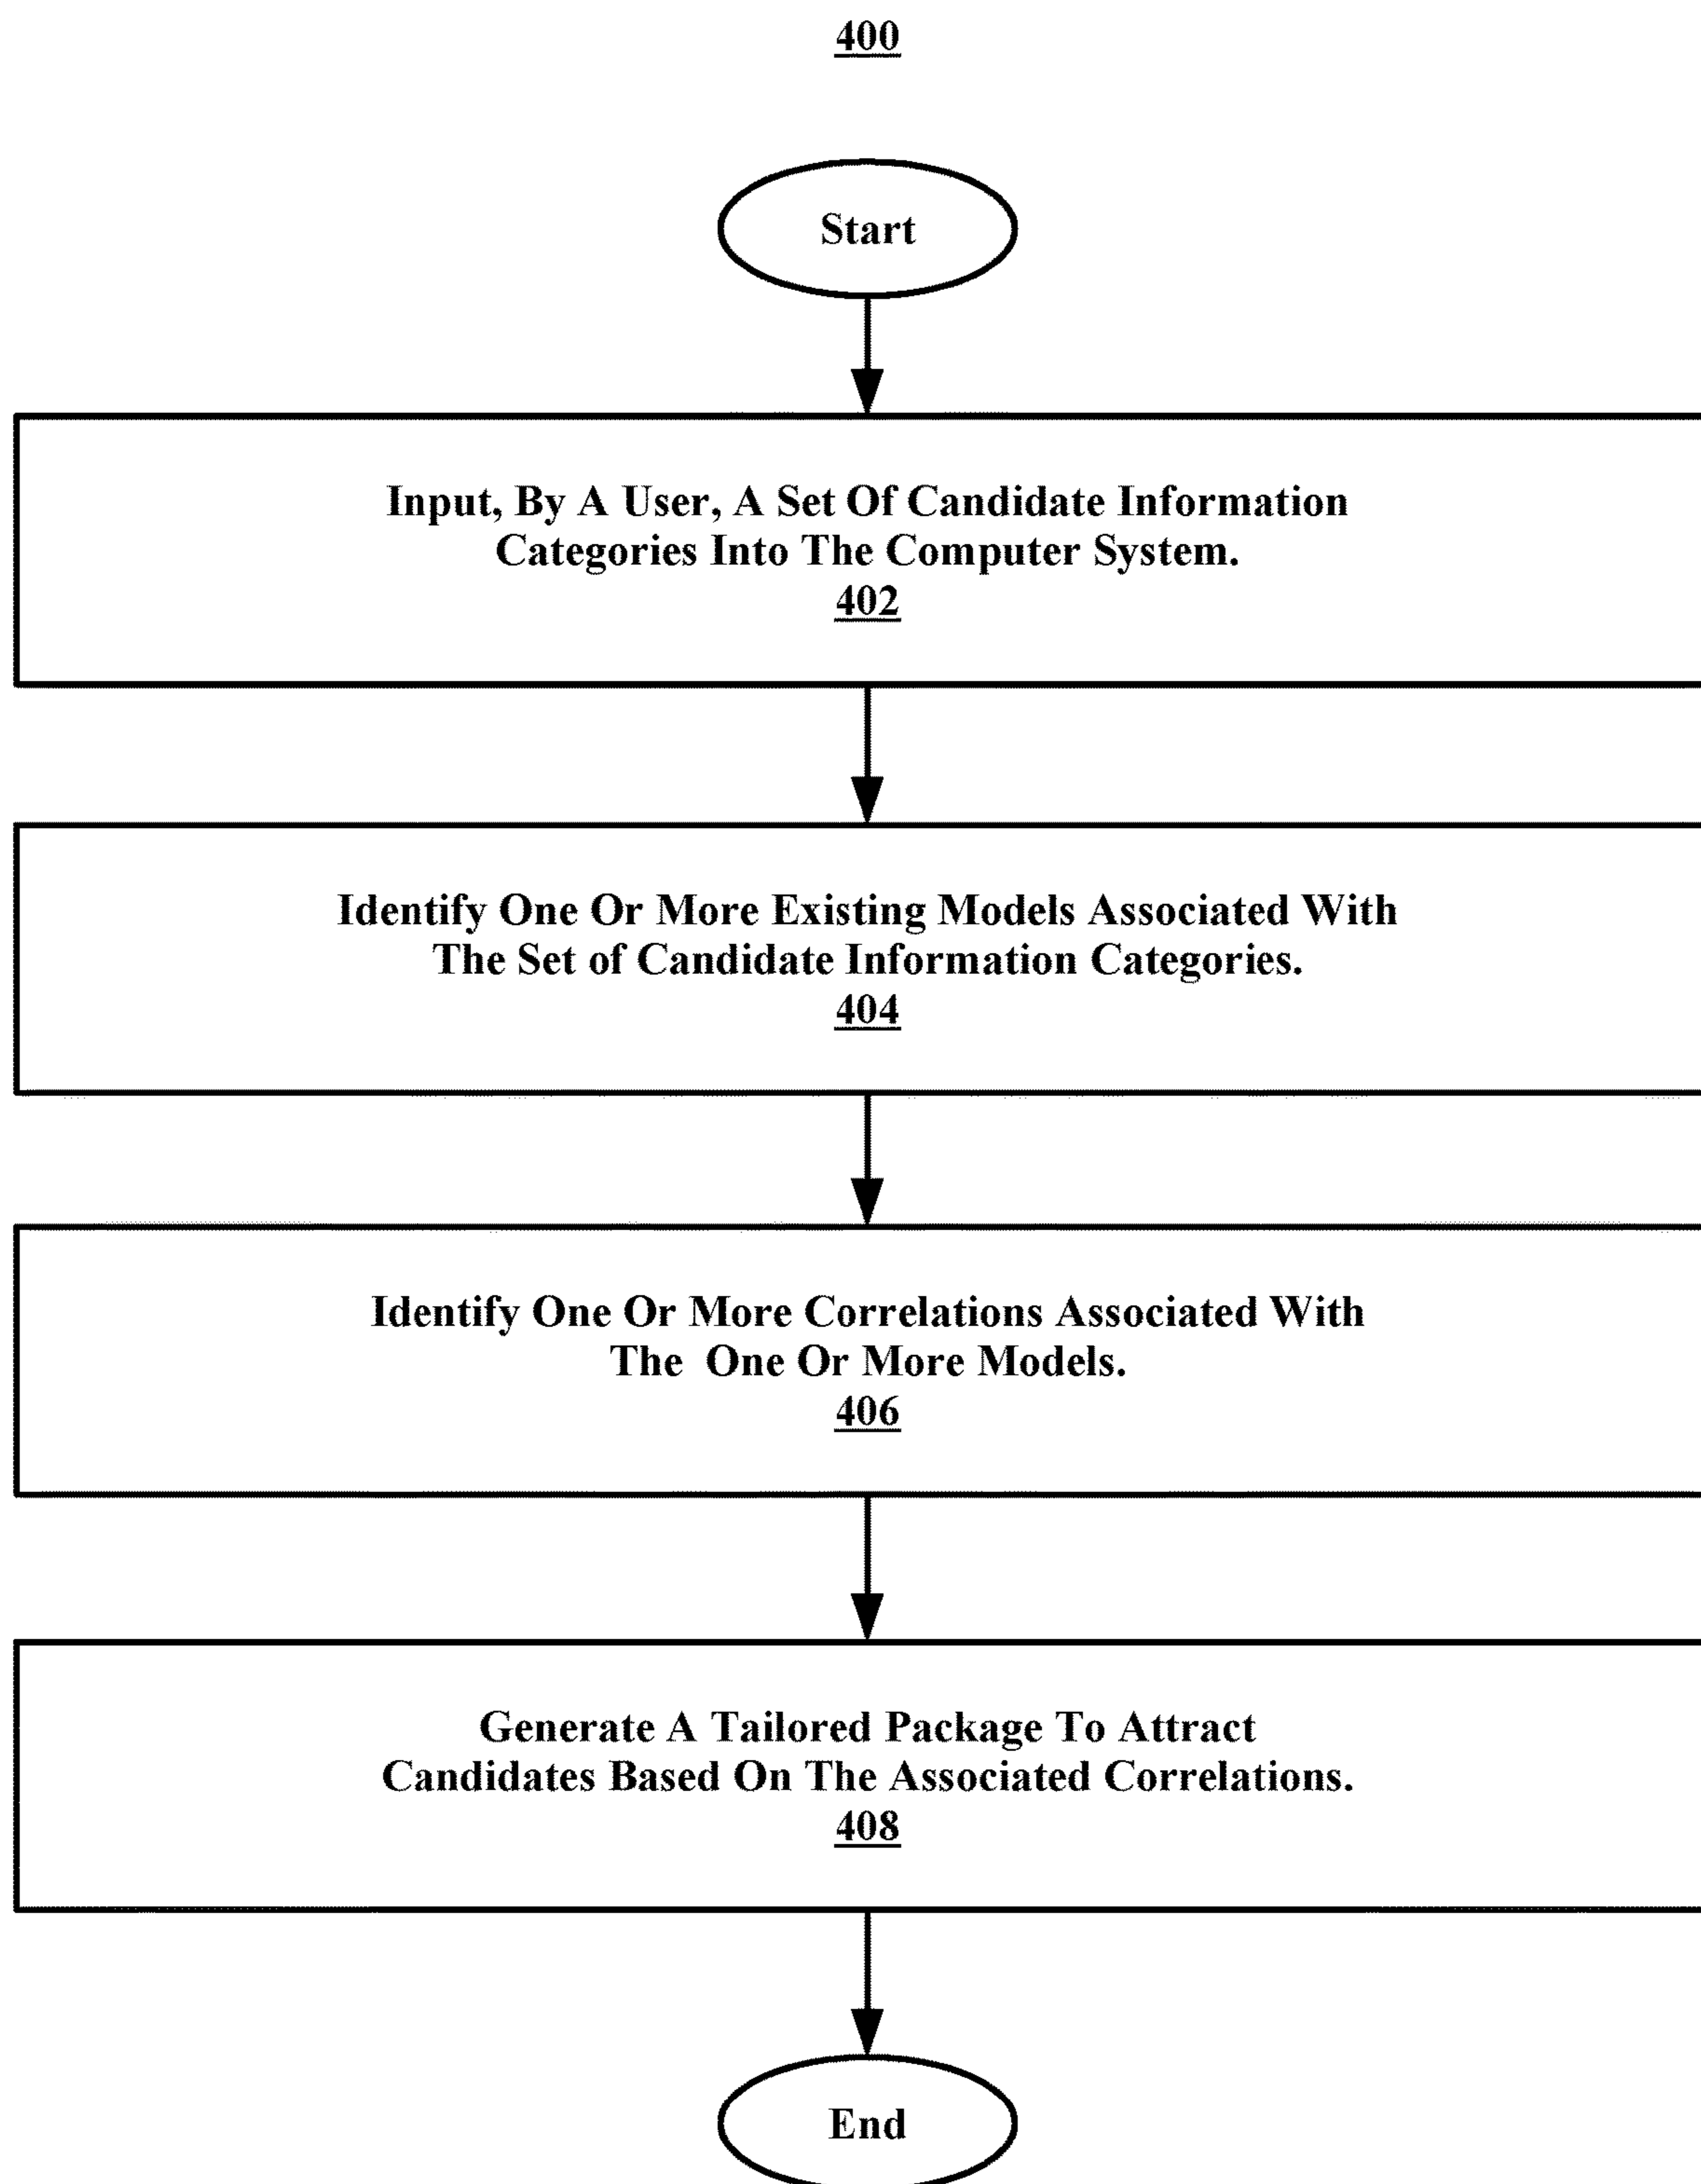 400
Start
Input, By A User, A Set Of Candidate Information
Categories Into The Computer System.
402
Identify One Or More Existing Models Associated With
The Set of Candidate Information Categories.
404
Identify One Or More Correlations Associated With
The  One Or More Models.
406
Generate A Tailored Package To Attract
Candidates Based On The Associated Correlations.
408
End